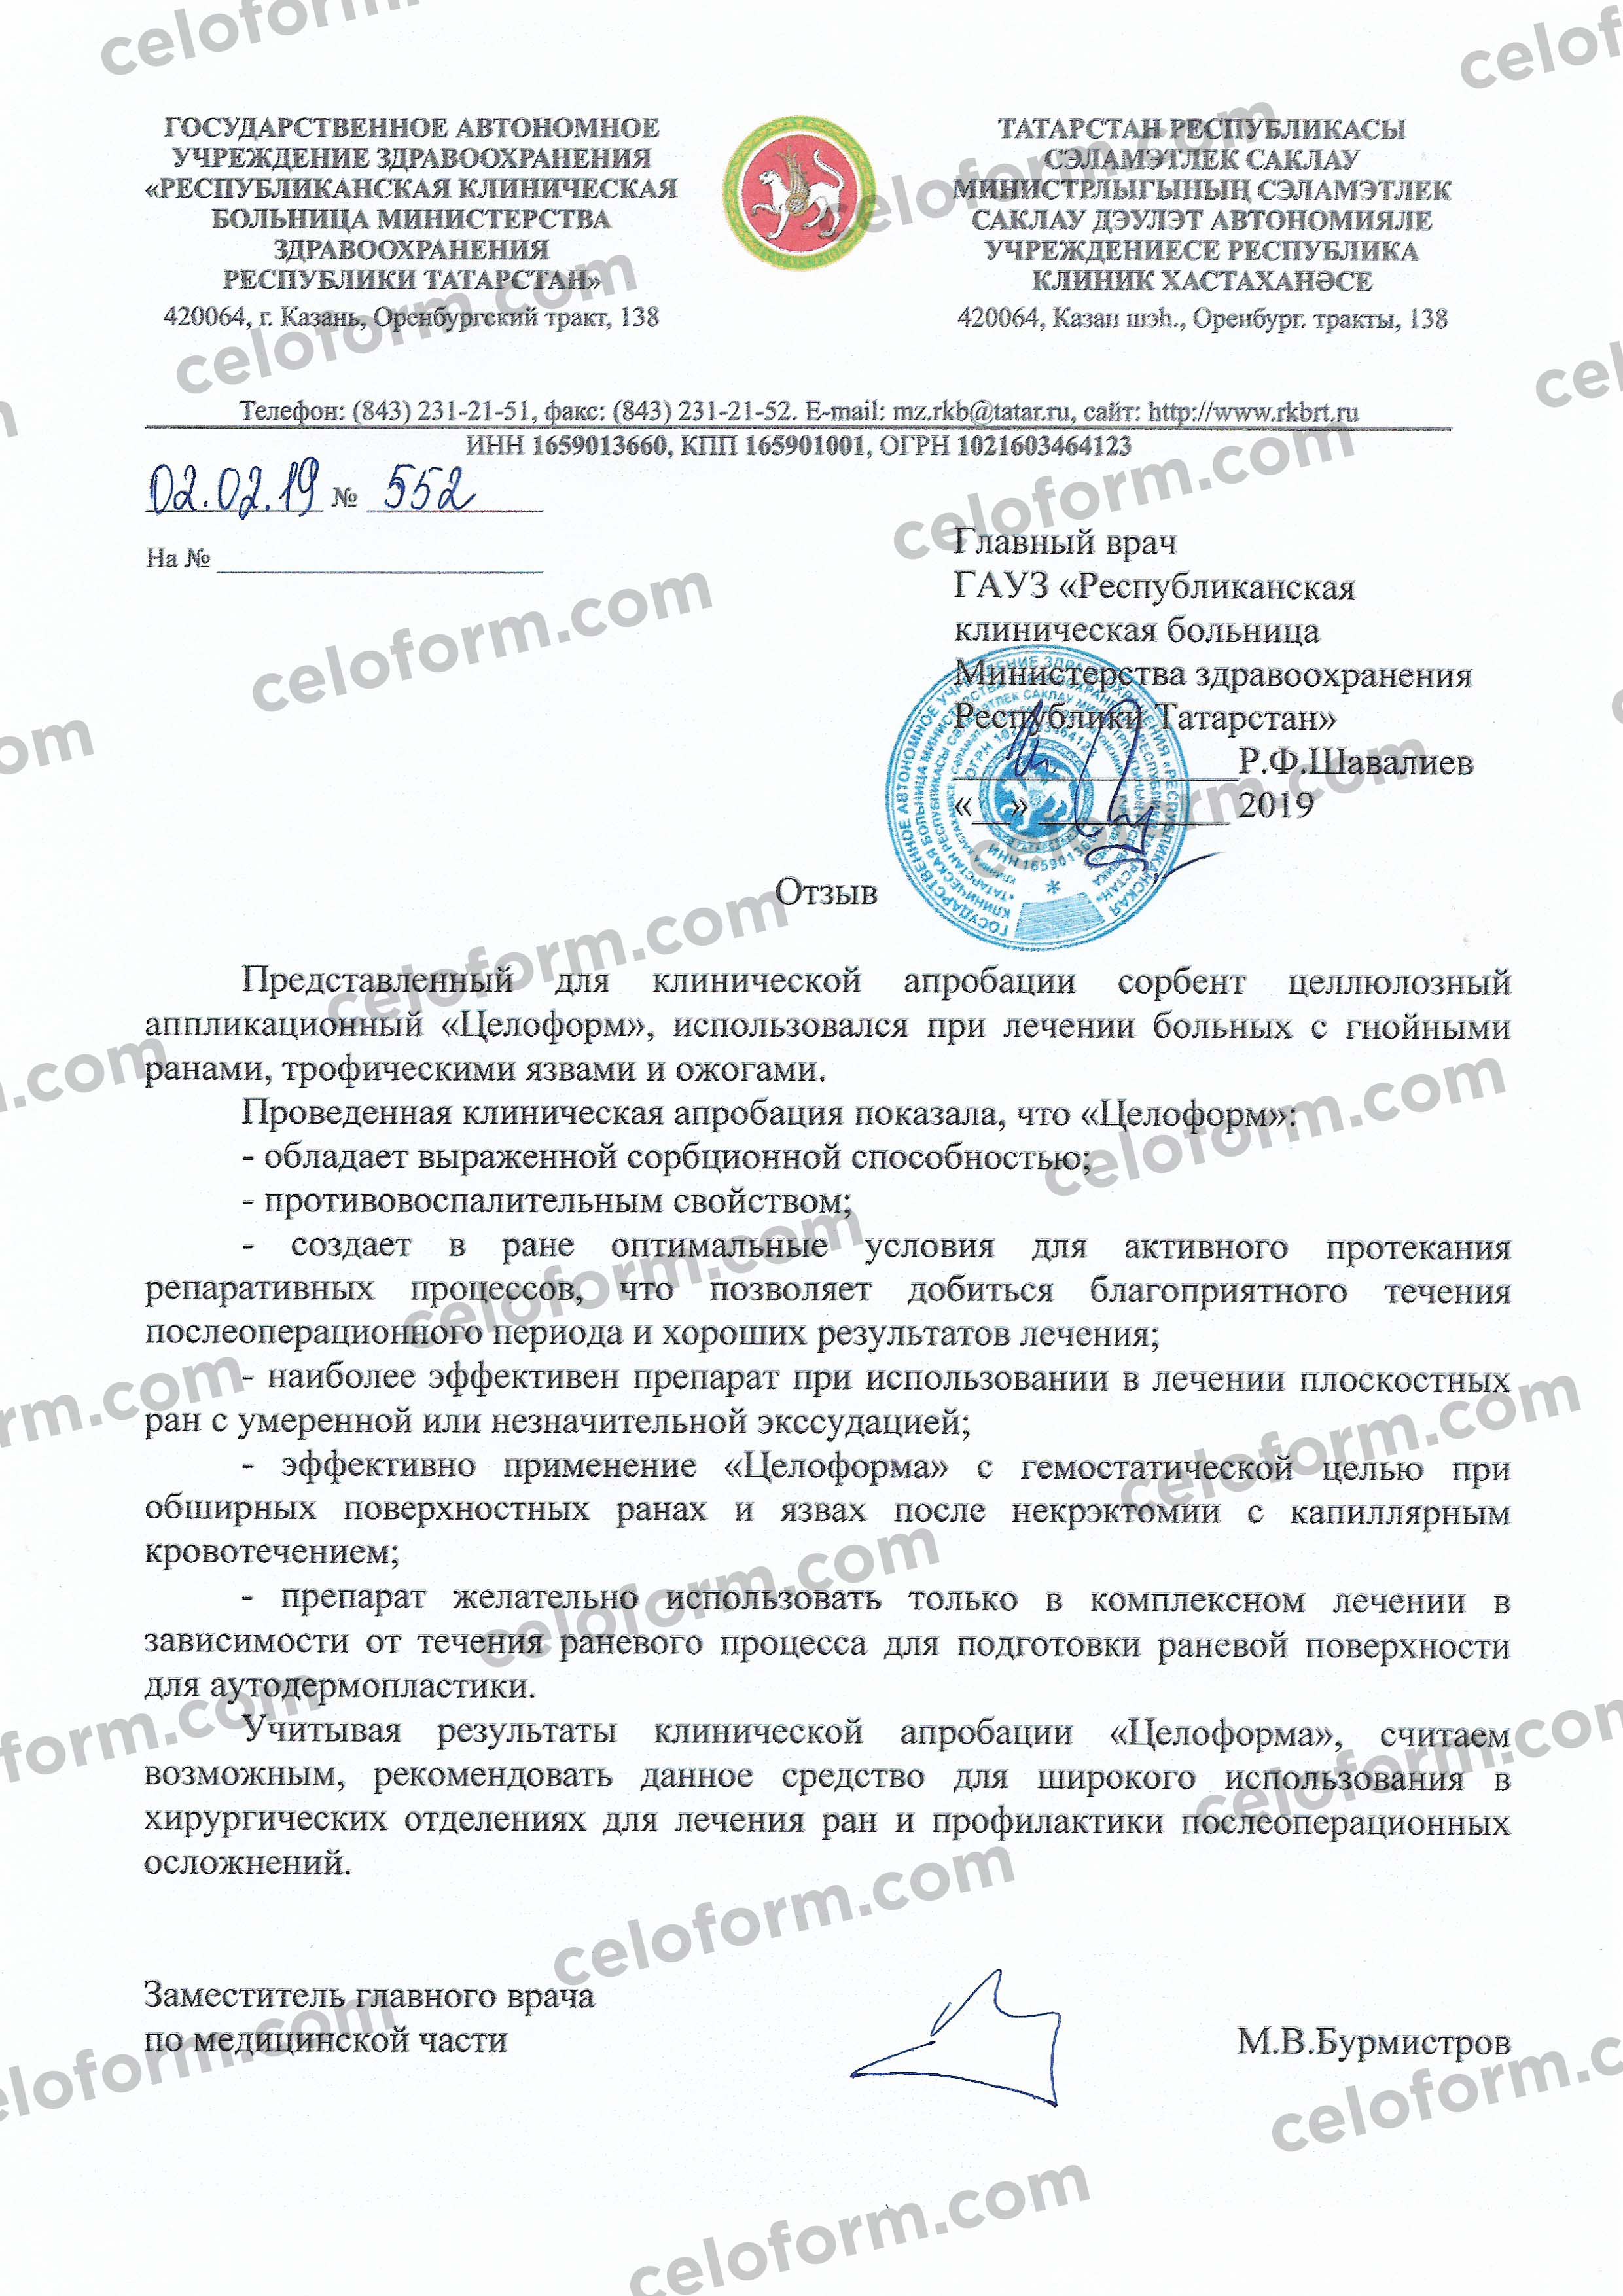 ГОСУДАРСТВЕННОЕ АВТОНОМНОЕ
УЧРЕЖДЕНИЕ ЗДРАВООХРАНЕНИЯ
«РЕСПУБЛИКАНСКАЯ КЛИНИЧЕСКАЯ
БОЛЬНИЦА МИНИСТЕРСТВА
ЗДРАВООХРАНЕНИЯ
РЕСПУБЛИКИ ТАТАРСТАН»
420064, г. Казань, Оренбургский тракт, 138
ТАТАРСТАН РЕСПУБЛИКАСЫ
СЭЛАМЭТЛЕК САКЛАУ
МИНИСТРЛЫГЫНЫҢ СЭЛАМЭТЛЕК
САКЛАУ ДЭУЛЭТ АВТОНОМИЯЛЕ
УЧРЕЖДЕНИЕСЕ РЕСПУБЛИКА
КЛИНИК ХАСТАХАНӘСЕ
420064, Казан шэһ., Оренбург. тракты, 138
Телефон: (843) 231-21-51, факс: (843) 231-21-52. E-mail: mz.rkb@tatar.ru, сайт: http://www.rkbrt.ru
ИНН 1659013660, КПП 165901001, ОГРН 1021603464123
02.02.19 № 552
На №
Главный врач
ГАУЗ «Республиканская
клиническая больница
Министерства здравоохранения
Республики Татарстан»
Р.Ф.Шавалиев
«__» 2019
Отзыв
Представленный для клинической апробации сорбент целлюлозный
аппликационный «Целоформ», использовался при лечении больных с гнойными
ранами, трофическими язвами и ожогами.
Проведенная клиническая апробация показала, что «Целоформ»:
- обладает выраженной сорбционной способностью;
- противовоспалительным свойством;
- создает в ране оптимальные условия для активного протекания
репаративных процессов, что позволяет добиться благоприятного течения
послеоперационного периода и хороших результатов лечения;
- наиболее эффективен препарат при использовании в лечении плоскостных
ран с умеренной или незначительной экссудацией;
- эффективно применение «Целоформа» с гемостатической целью при
обширных поверхностных ранах и язвах после некрэктомии с капиллярным
кровотечением;
- препарат желательно использовать только в комплексном лечении в
зависимости от течения раневого процесса для подготовки раневой поверхности
для аутодермопластики.
Учитывая результаты клинической апробации «Целоформа», считаем
возможным, рекомендовать данное средство для широкого использования в
хирургических отделениях для лечения ран и профилактики послеоперационных
осложнений.
Заместитель главного врача
по медицинской части
М.В.Бурмистров
celoform.com